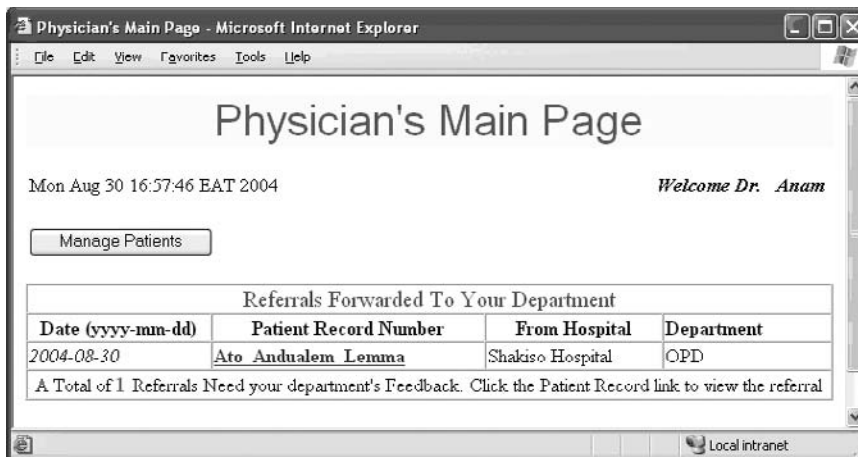 Physician's Main Page - Microsoft Internet Explorer
File Edit View Favorites Tools Help
Physician's Main Page
Mon Aug 30 16:57:46 EAT 2004 Welcome Dr. Anam
Manage Patients
Referrals Forwarded To Your Department
Date (yyyy-mm-dd) Patient Record Number From Hospital Department
2004-08-30 Ato Andualem Lemma Shakiso Hospital OPD
A Total of 1 Referrals Need your department's Feedback. Click the Patient Record link to view the referral
Local intranet